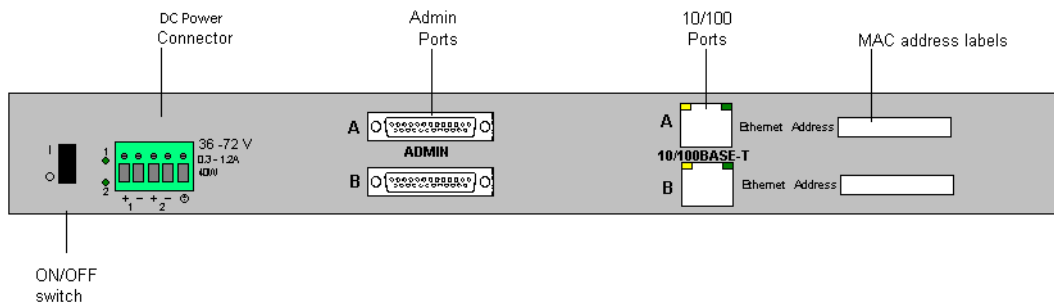 DC Power
Connector
Admin
Ports
10/100
Ports
MAC address labels
I
1
2
36 -72 V
0.3 - 1.2A
40W
+ - + -
1 2
A
ADMIN
B
A
Ethernet Address
10/100BASE-T
B
Ethernet Address
ON/OFF
switch